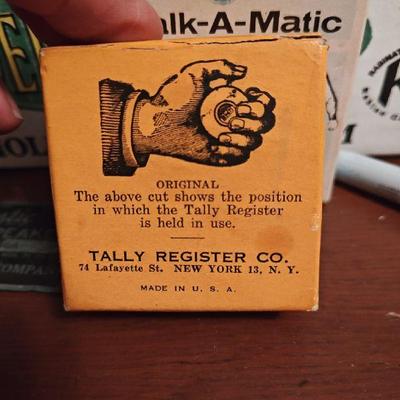 alk-A-Matic
ORIGINAL
The above cut shows the position
in which the Tally Register
is held in use.
TALLY REGISTER CO.
74 Lafayette St. NEW YORK 13, N. Y.
MADE IN U. S. A.